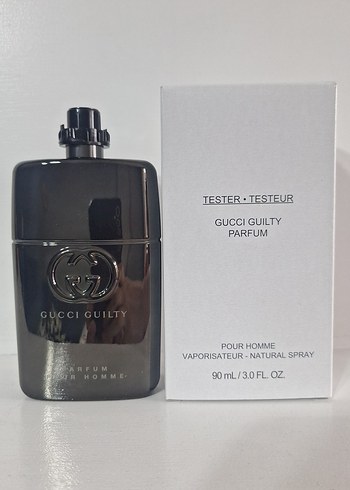 GUCCI GUILTY
PARFUM
POUR HOMME
TESTER • TESTEUR
GUCCI GUILTY
PARFUM
POUR HOMME
VAPORISATEUR - NATURAL SPRAY
90 mL / 3.0 FL. OZ.